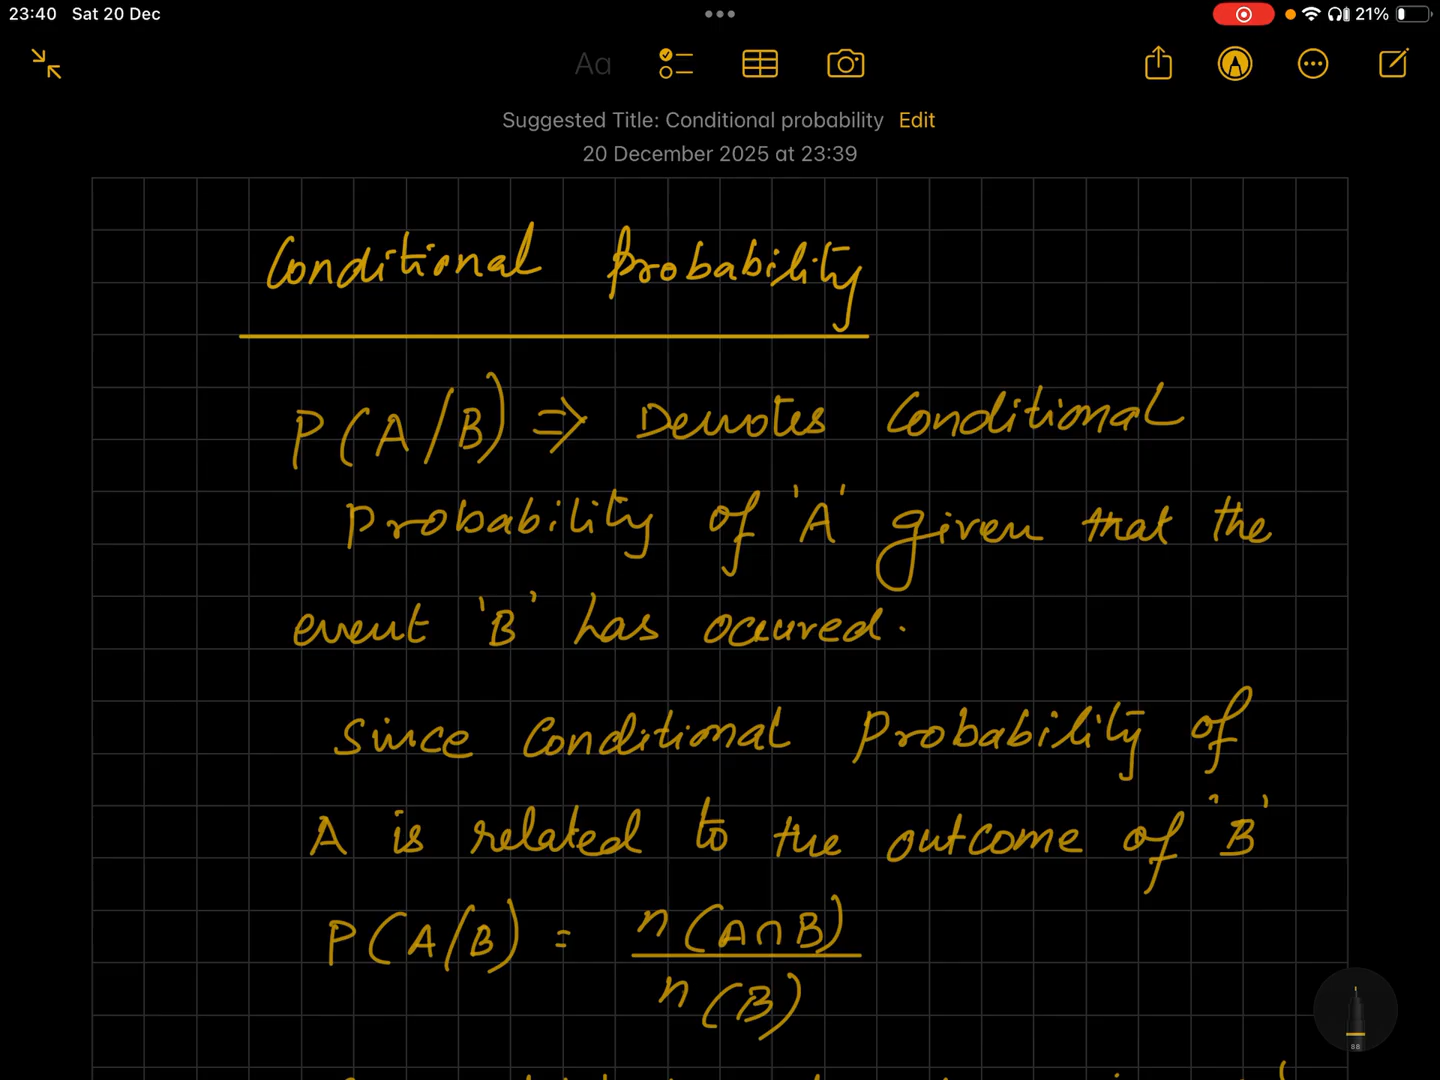 23:40 Sat 20 Dec
21%
Aa
Suggested Title: Conditional probability Edit
20 December 2025 at 23:39
Conditional Probability
P(A/B) ⇒ Denotes Conditional
Probability of 'A' given that the
event 'B' has occured.
Since Conditional Probability of
A is related to the outcome of 'B'
P(A/B) = n(A∩B)
n(B)
88